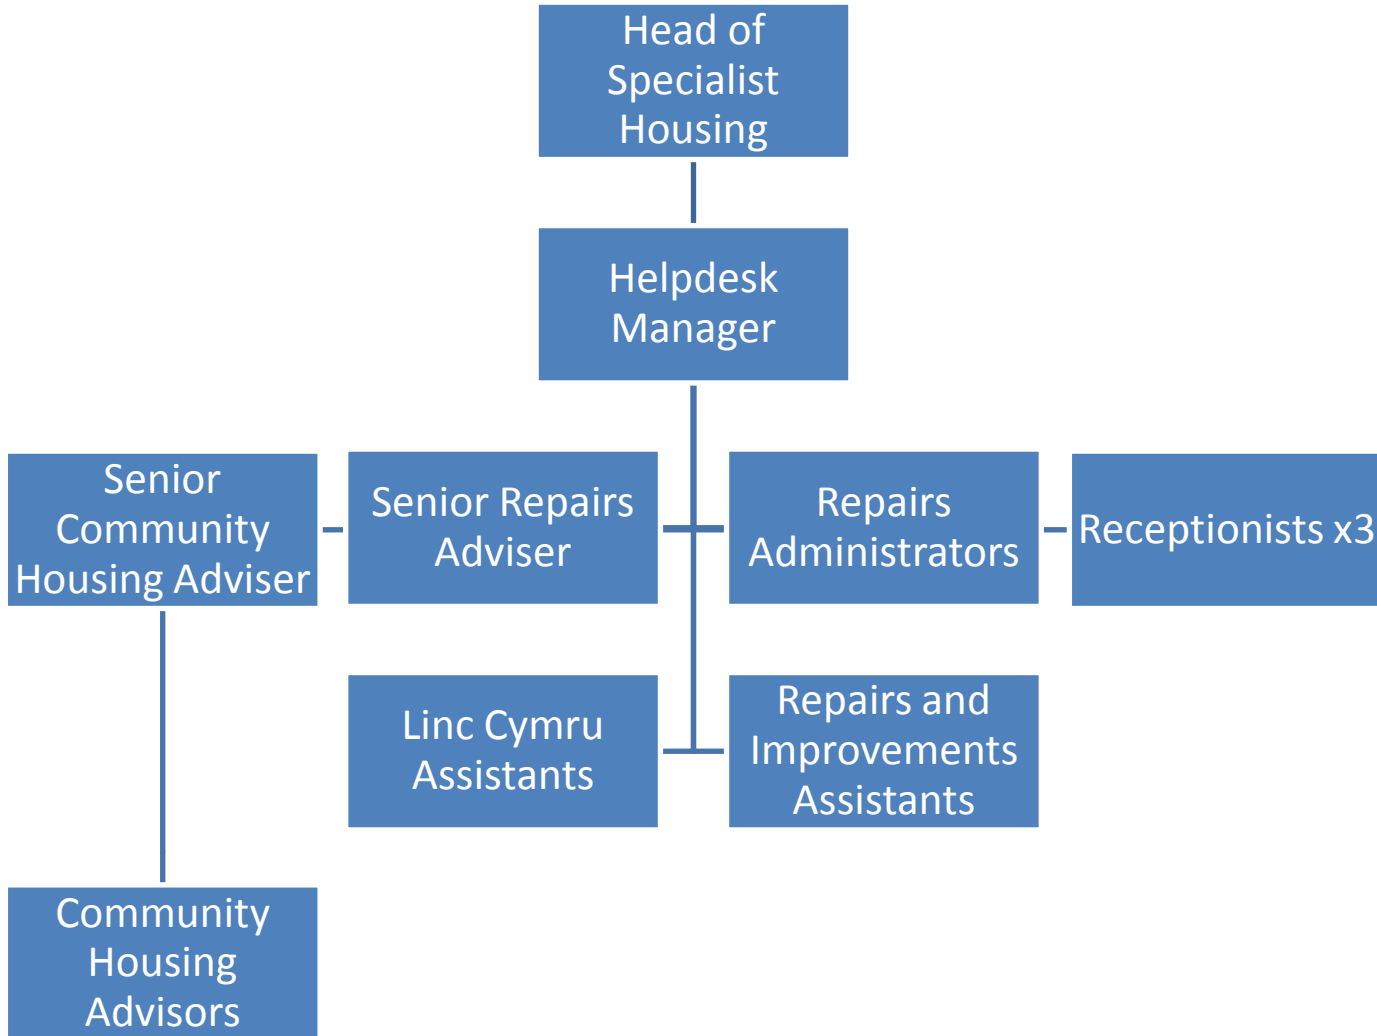 Head of
Specialist
Housing
Helpdesk
Manager
Senior
Community
Housing Adviser
Senior Repairs
Adviser
Repairs
Administrators
Receptionists x3
Linc Cymru
Assistants
Repairs and
Improvements
Assistants
Community
Housing
Advisors